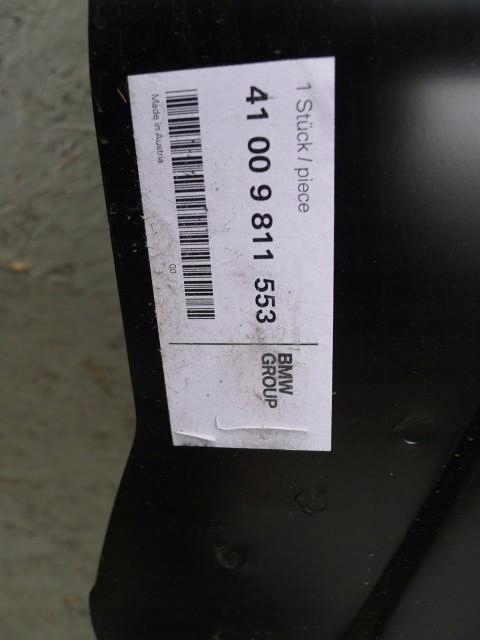 1 Stück / piece
41 00 9 811 553
Made in Austria
00
BMW
GROUP